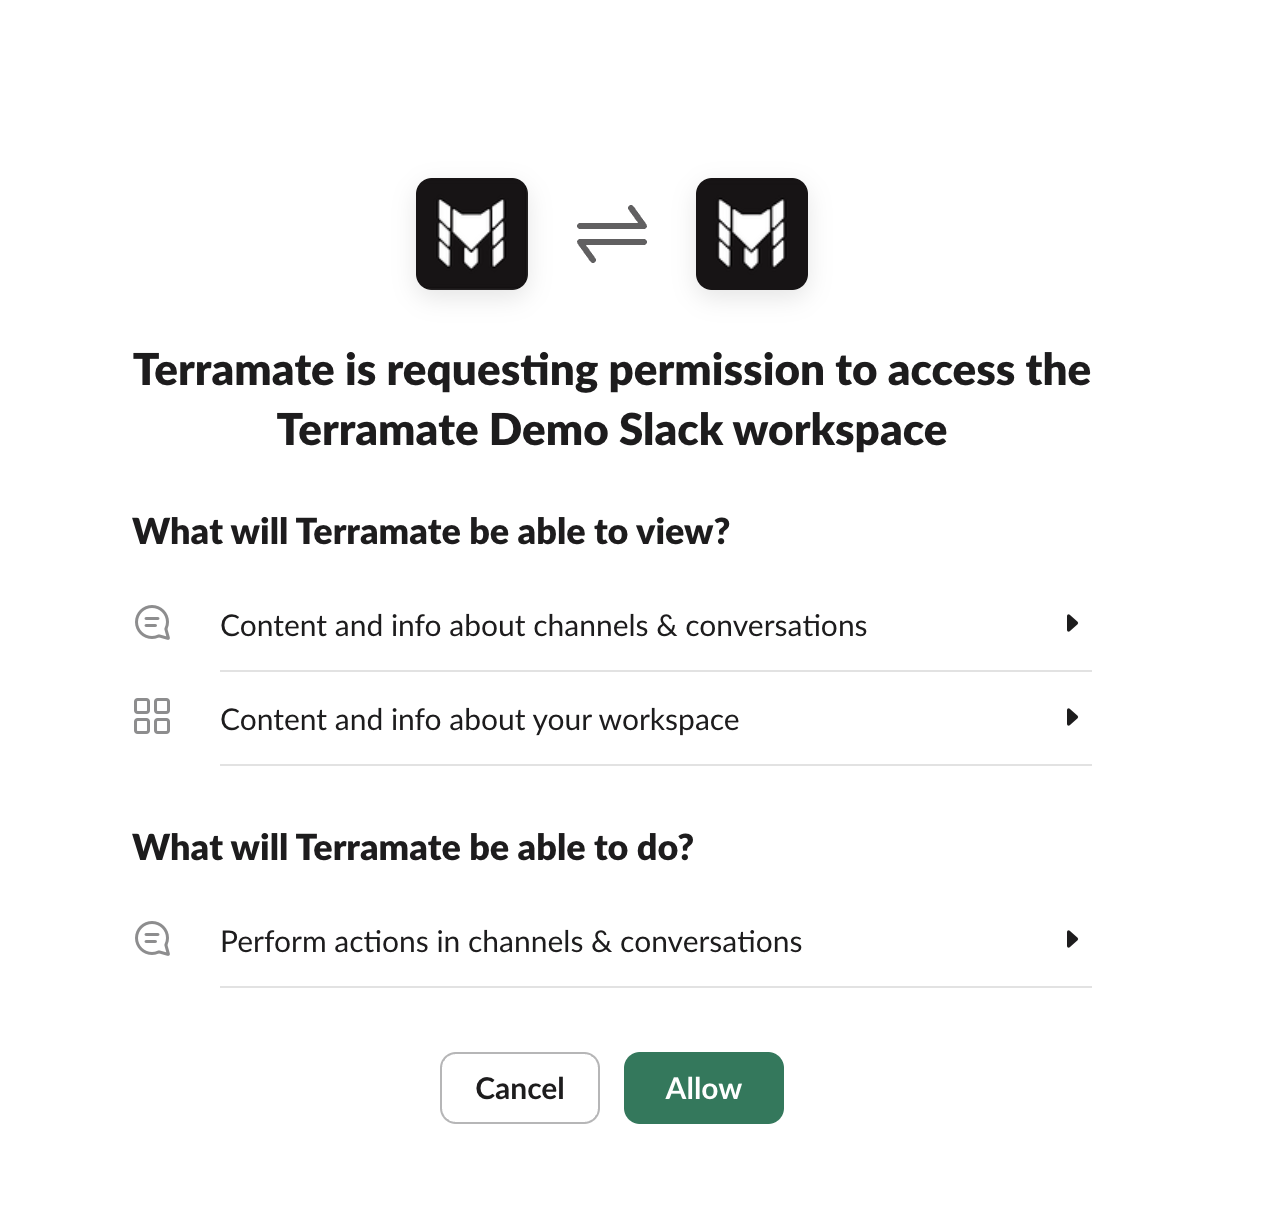 Terramate is requesting permission to access the
Terramate Demo Slack workspace
What will Terramate be able to view?
Content and info about channels & conversations
Content and info about your workspace
What will Terramate be able to do?
Perform actions in channels & conversations
Cancel
Allow